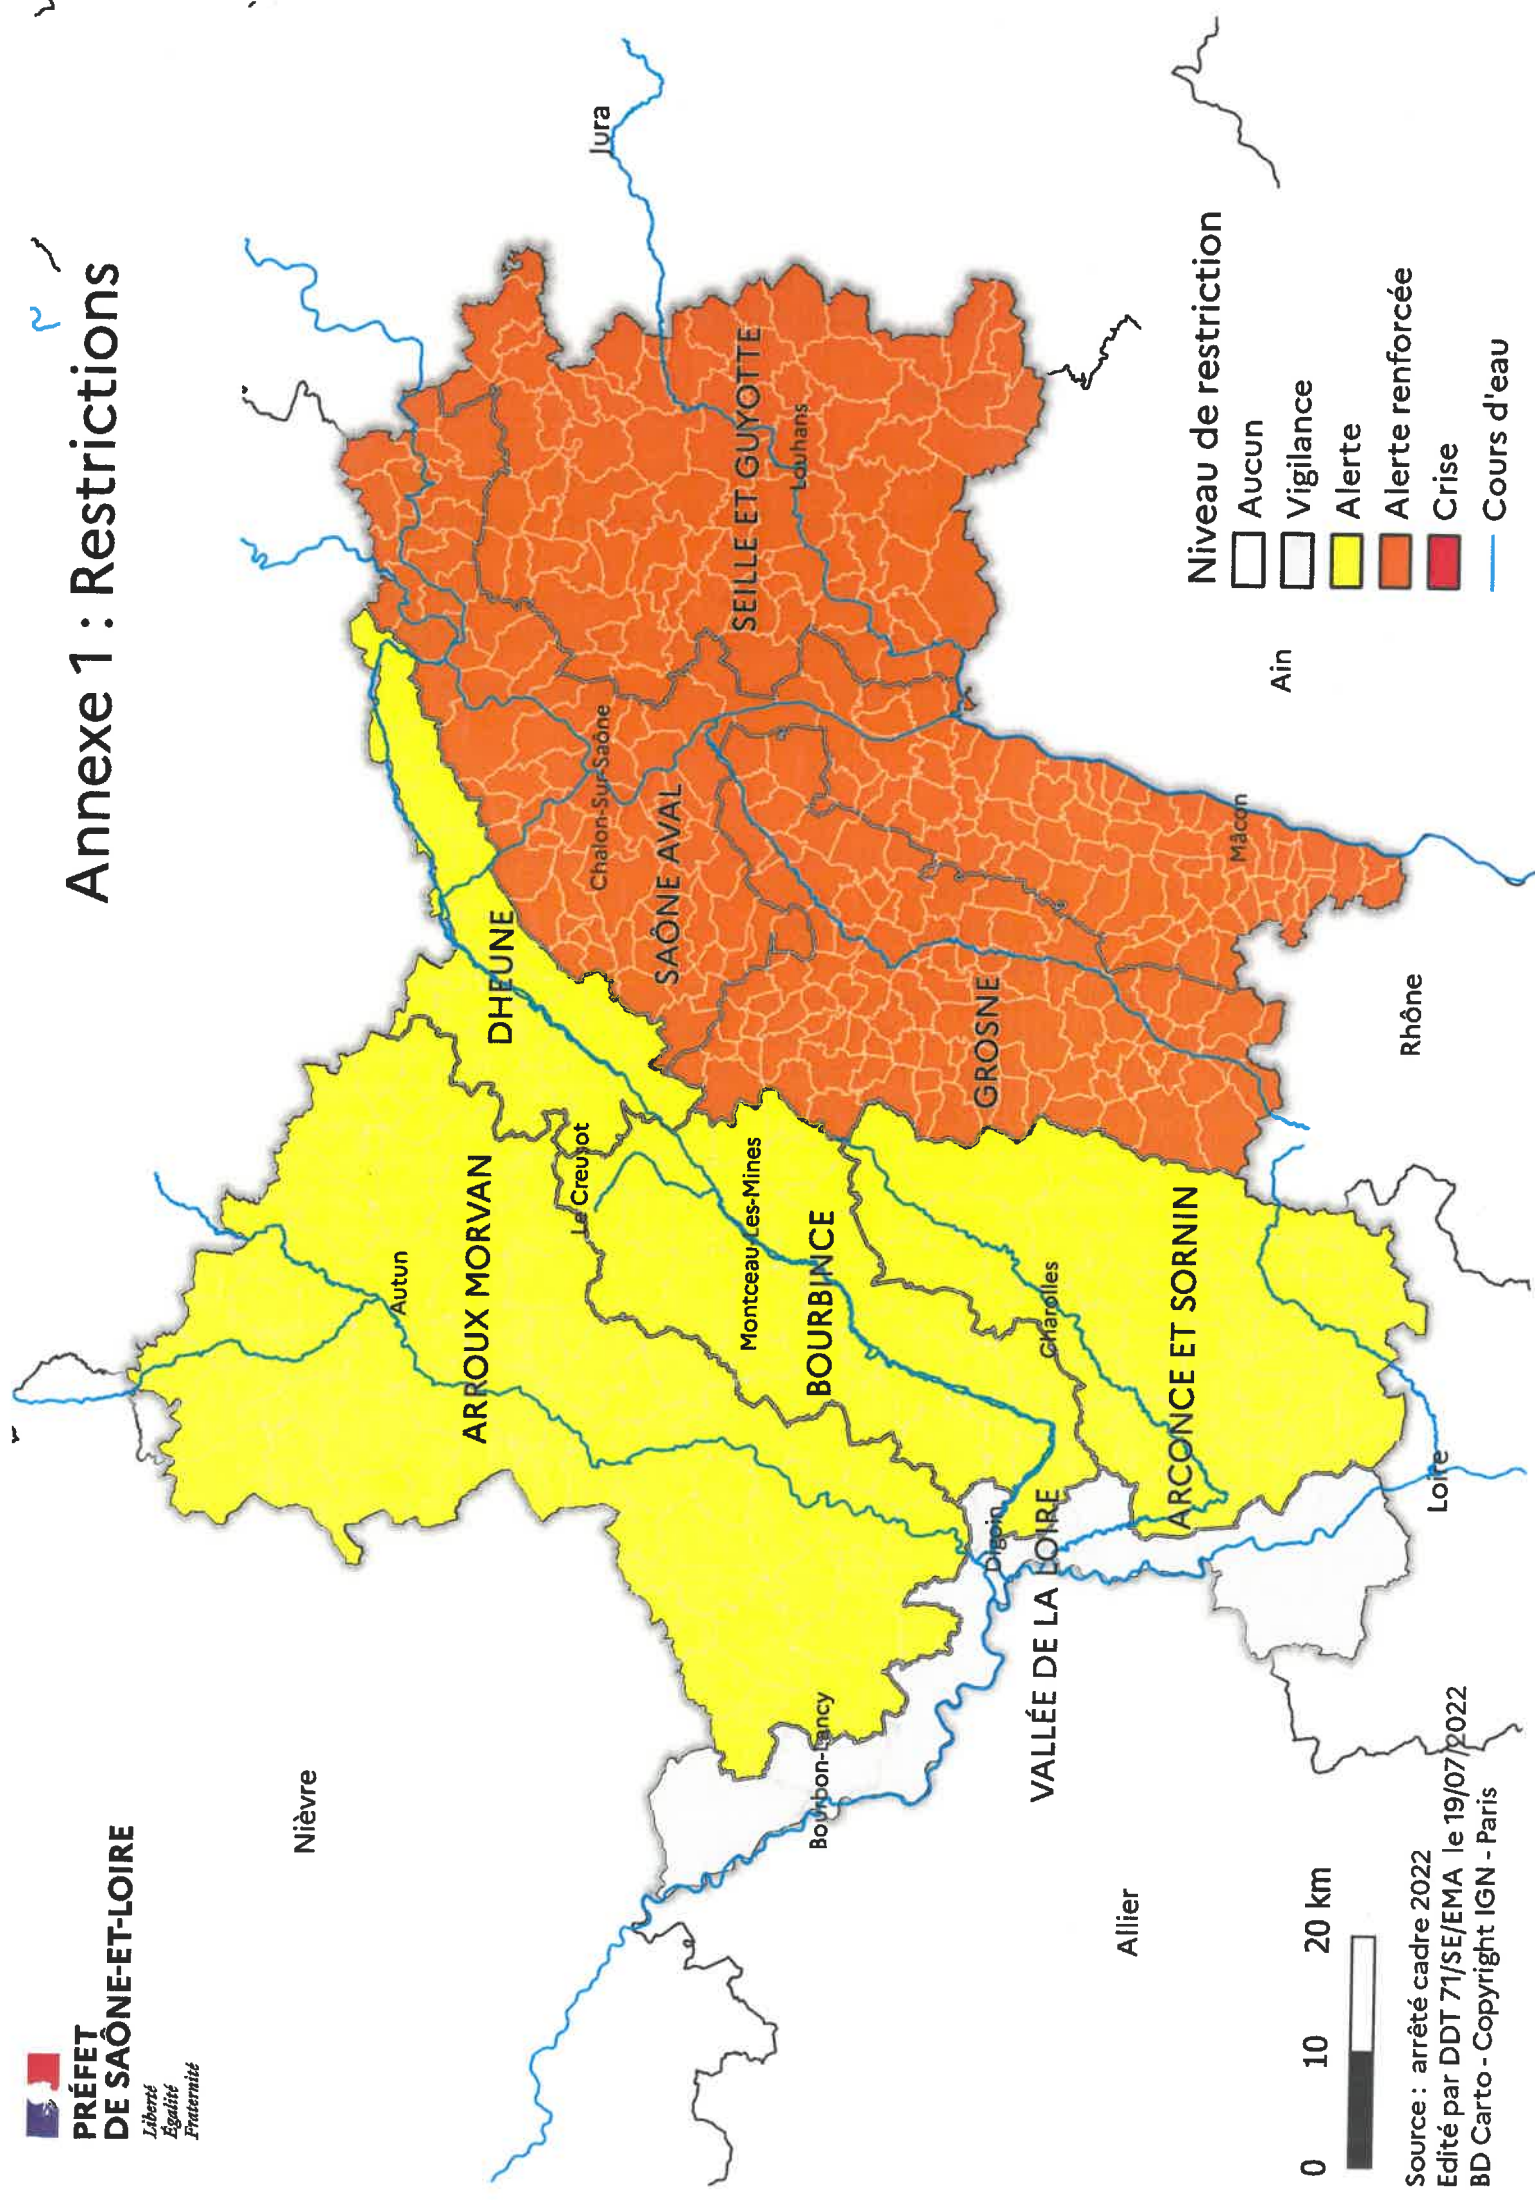 PRÉFET
DE SAÔNE-ET-LOIRE
Liberté
Égalité
Fraternité
Annexe 1 : Restrictions
Nièvre
Jura
Autun
ARROUX MORVAN
DHEUNE
Le Creusot
Chalon-Sur-Saône
SAÔNE AVAL
SEILLE ET GUYOTTE
Louhans
Montceau-Les-Mines
BOURBINCE
Bourbon-Lancy
GROSNE
Digoin
Charolles
VALLÉE DE LA LOIRE
ARCONCE ET SORNIN
Mâcon
Allier
Loire
Rhône
Ain
Niveau de restriction
Aucun
Vigilance
Alerte
Alerte renforcée
Crise
Cours d'eau
0 10 20 km
Source : arrêté cadre 2022
Edité par DDT 71/SE/EMA le 19/07/2022
BD Carto - Copyright IGN - Paris